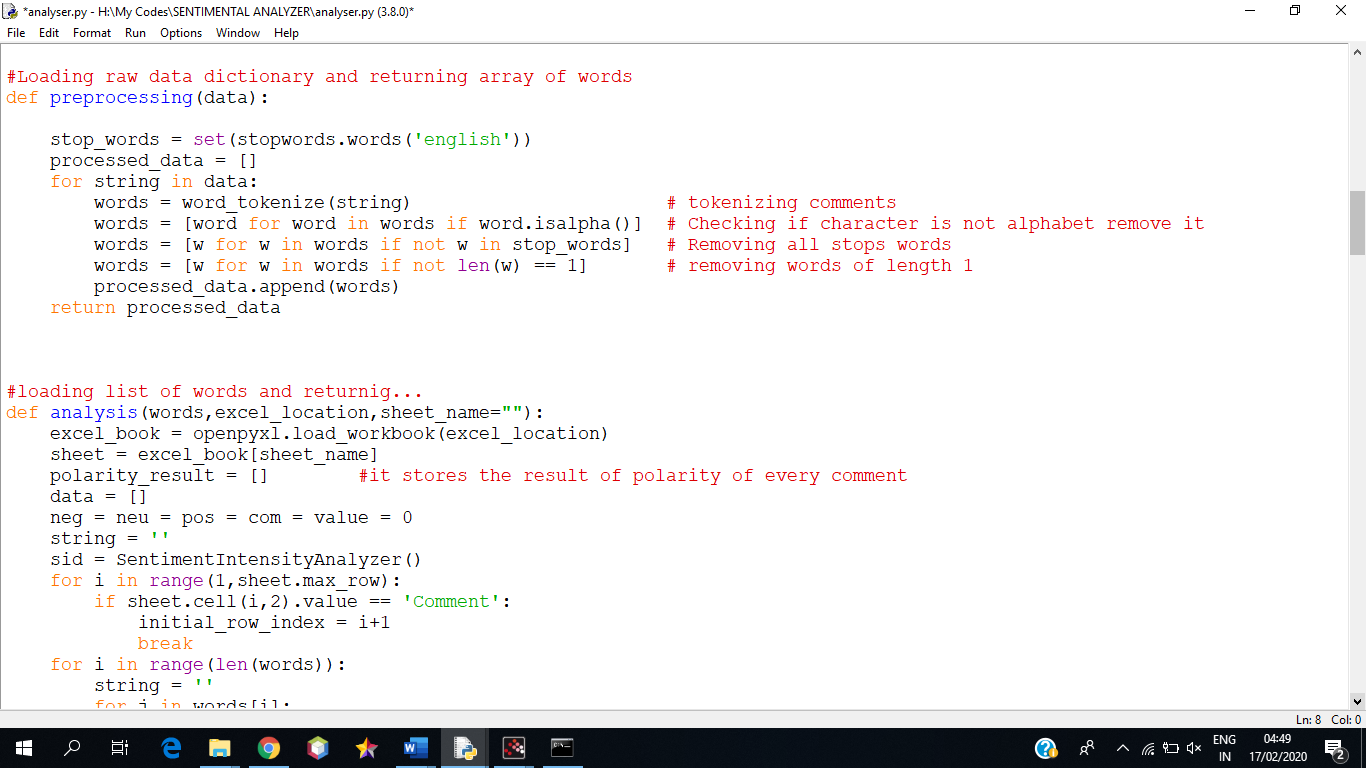 *analyser.py - H:\My Codes\SENTIMENTAL ANALYZER\analyser.py (3.8.0)*
File Edit Format Run Options Window Help
#Loading raw data dictionary and returning array of words
def preprocessing(data):
    stop_words = set(stopwords.words('english'))
    processed_data = []
    for string in data:
        words = word_tokenize(string)                       # tokenizing comments
        words = [word for word in words if word.isalpha()]  # Checking if character is not alphabet remove it
        words = [w for w in words if not w in stop_words]   # Removing all stops words
        words = [w for w in words if not len(w) == 1]       # removing words of length 1
        processed_data.append(words)
    return processed_data
#loading list of words and returnig...
def analysis(words,excel_location,sheet_name=""):
    excel_book = openpyxl.load_workbook(excel_location)
    sheet = excel_book[sheet_name]
    polarity_result = []        #it stores the result of polarity of every comment
    data = []
    neg = neu = pos = com = value = 0
    string = ''
    sid = SentimentIntensityAnalyzer()
    for i in range(1,sheet.max_row):
        if sheet.cell(i,2).value == 'Comment':
            initial_row_index = i+1
            break
    for i in range(len(words)):
        string = ''
        for j in words[i]:
Ln: 8 Col: 0
ENG
IN
04:49
17/02/2020
2